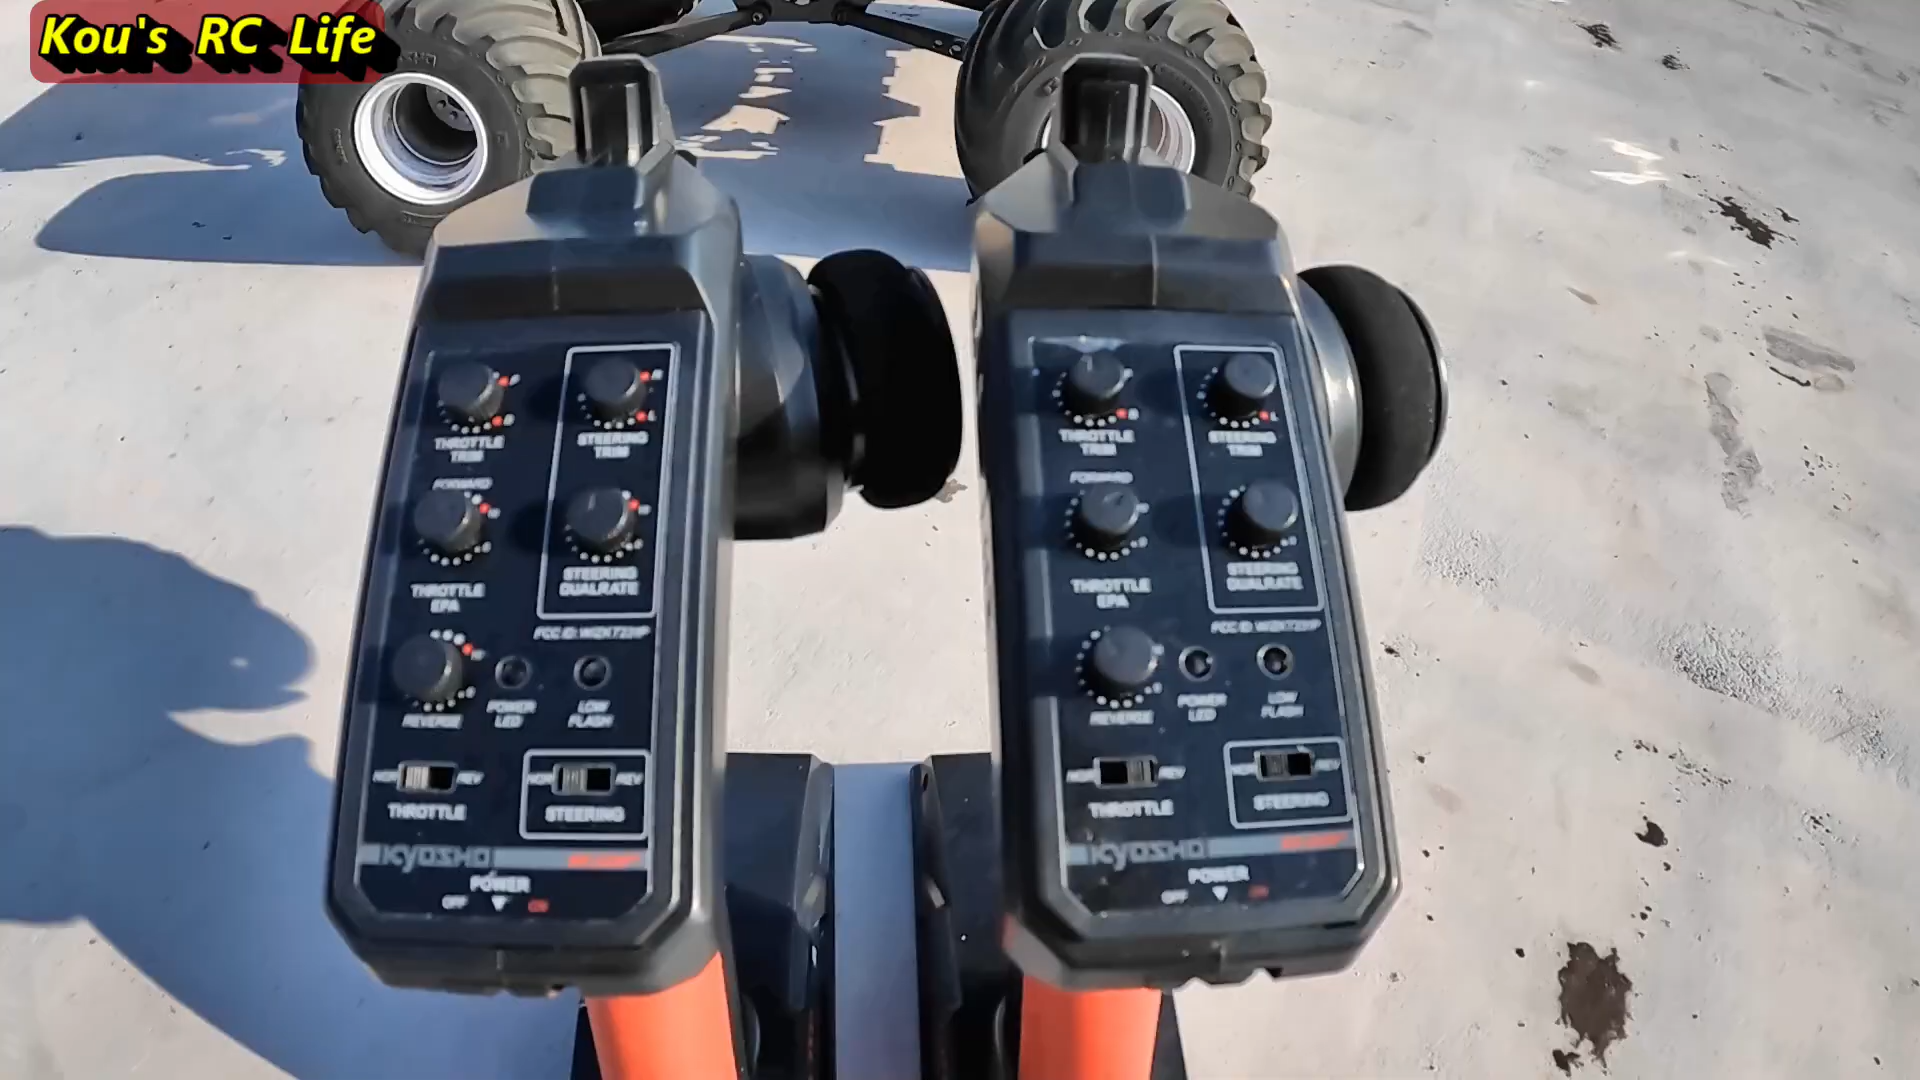 Kou's RC Life
THROTTLE
TRIM
STEERING
TRIM
FORWARD
THROTTLE
EPA
STEERING
DUALRATE
REVERSE
POWER
LED
LOW
FLASH
NOR REV
THROTTLE
NOR REV
STEERING
KYOSHO
POWER
OFF ON
THROTTLE
TRIM
STEERING
TRIM
FORWARD
THROTTLE
EPA
STEERING
DUALRATE
REVERSE
POWER
LED
LOW
FLASH
NOR REV
THROTTLE
NOR REV
STEERING
KYOSHO
POWER
OFF ON